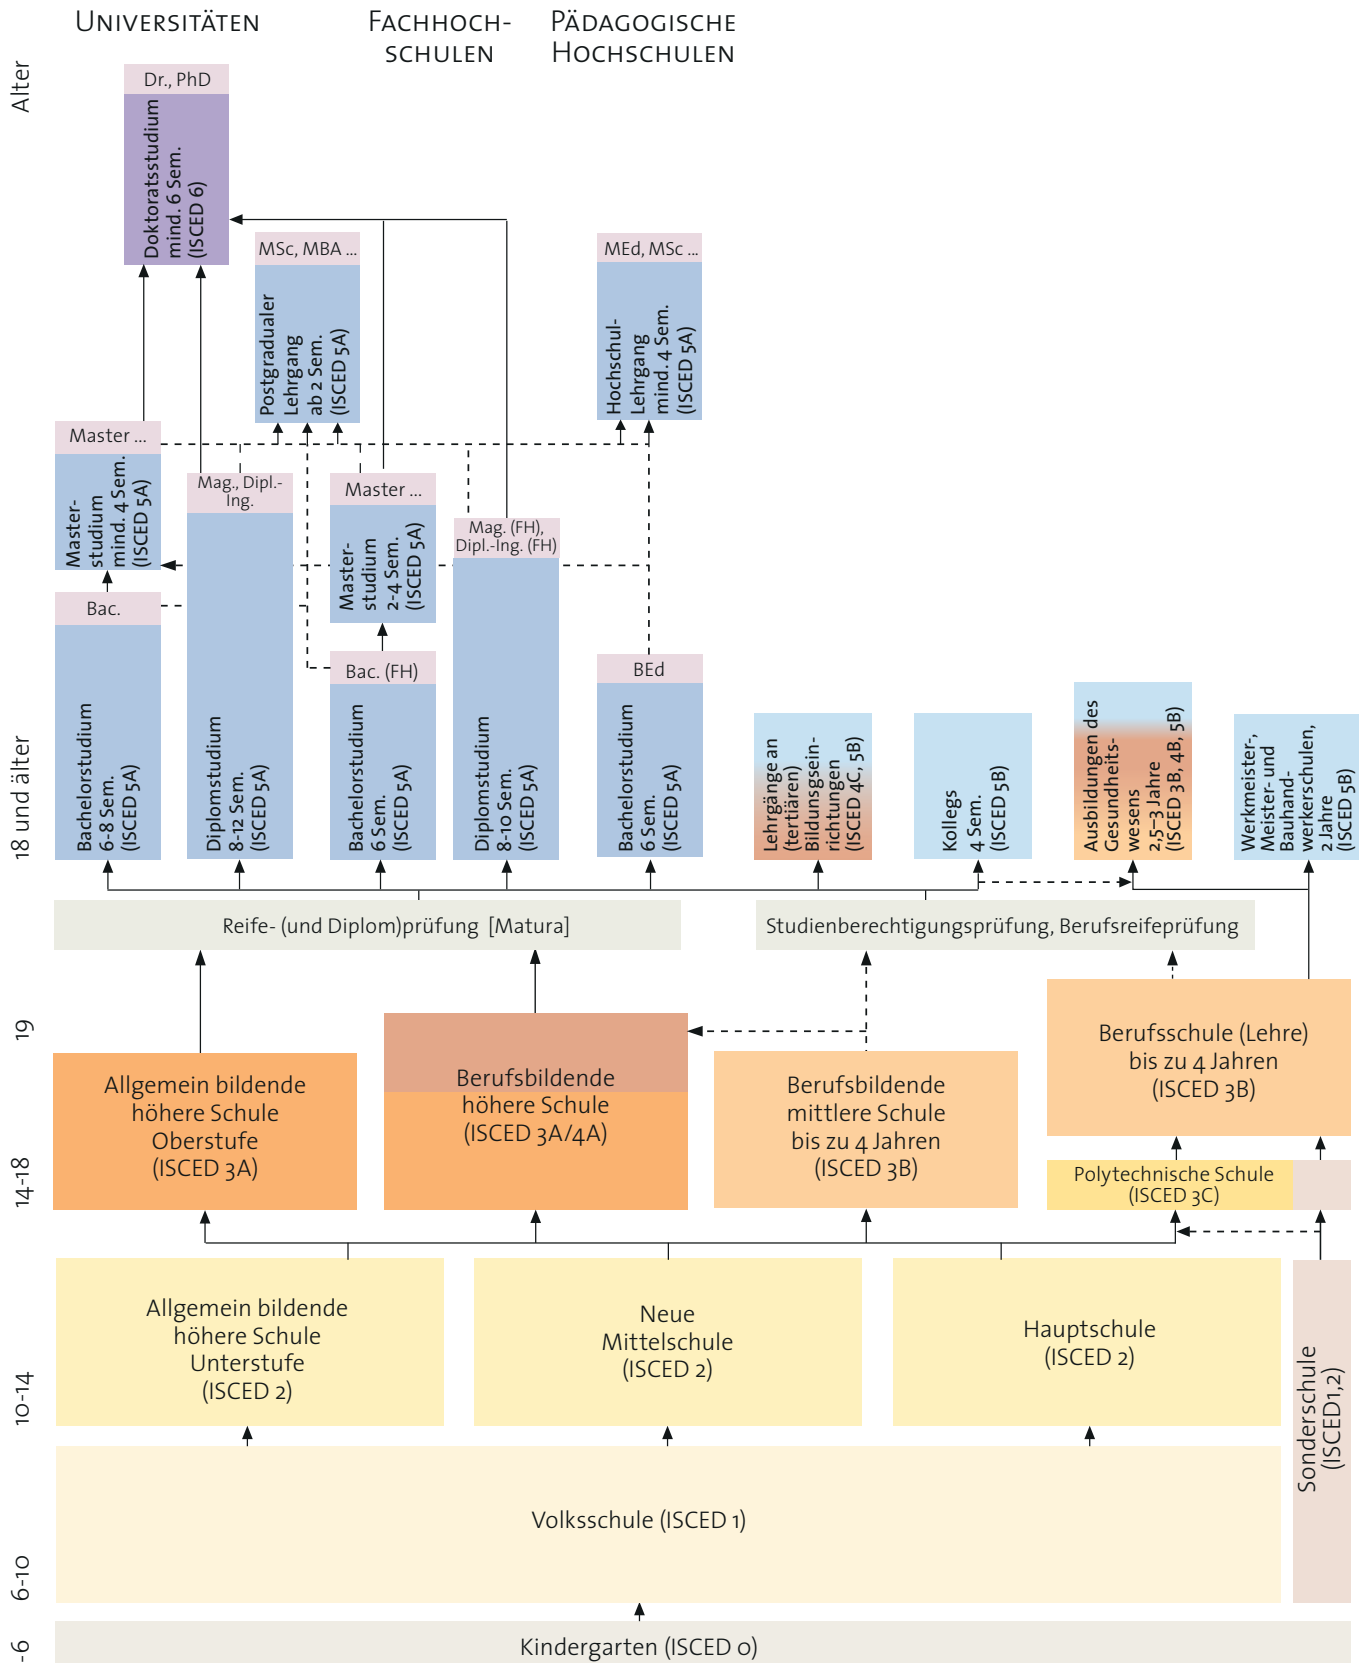 UNIVERSITÄTEN
FACHHOCH-
SCHULEN
PÄDAGOGISCHE
HOCHSCHULEN
Alter
Dr., PhD
Doktoratsstudium
mind. 6 Sem.
(ISCED 6)
MSc, MBA ...
Postgradualer
Lehrgang
ab 2 Sem.
(ISCED 5A)
MEd, MSc ...
Hochschul-
Lehrgang
mind. 4 Sem.
(ISCED 5A)
Master ...
Master-
studium
mind. 4 Sem.
(ISCED 5A)
Mag., Dipl.-
Ing.
Master ...
Master-
studium
2-4 Sem.
(ISCED 5A)
Mag. (FH),
Dipl.-Ing. (FH)
Bac.
Bac. (FH)
BEd
18 und älter
Bachelorstudium
6-8 Sem.
(ISCED 5A)
Diplomstudium
8-12 Sem.
(ISCED 5A)
Bachelorstudium
6 Sem.
(ISCED 5A)
Diplomstudium
8-10 Sem.
(ISCED 5A)
Bachelorstudium
6 Sem.
(ISCED 5A)
Lehrgänge an
(tertiären)
Bildunsgsein-
richtungen
(ISCED 4C, 5B)
Kollegs
4 Sem.
(ISCED 5B)
Ausbildungen des
Gesundheits-
wesens
2,5–3 Jahre
(ISCED 3B, 4B, 5B)
Werkmeister-,
Meister- und
Bauhand-
werkerschulen,
2 Jahre
(ISCED 5B)
Reife- (und Diplom)prüfung [Matura]
Studienberechtigungsprüfung, Berufsreifeprüfung
19
14-18
Allgemein bildende
höhere Schule
Oberstufe
(ISCED 3A)
Berufsbildende
höhere Schule
(ISCED 3A/4A)
Berufsbildende
mittlere Schule
bis zu 4 Jahren
(ISCED 3B)
Berufsschule (Lehre)
bis zu 4 Jahren
(ISCED 3B)
Polytechnische Schule
(ISCED 3C)
10-14
Allgemein bildende
höhere Schule
Unterstufe
(ISCED 2)
Neue
Mittelschule
(ISCED 2)
Hauptschule
(ISCED 2)
Sonderschule
(ISCED1,2)
6-10
Volksschule (ISCED 1)
-6
Kindergarten (ISCED 0)